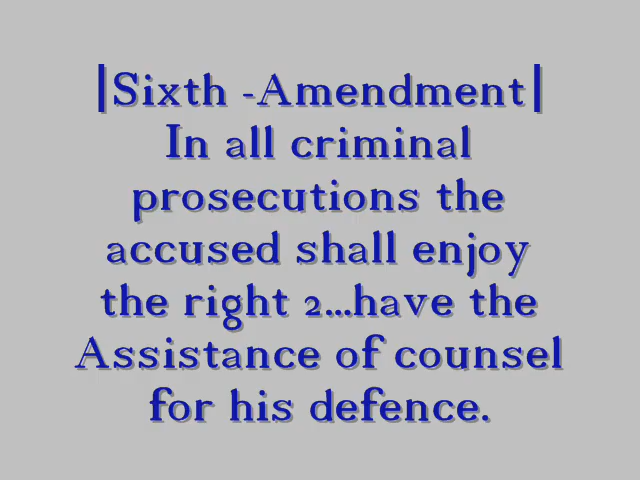 |Sixth -Amendment|
In all criminal
prosecutions the
accused shall enjoy
the right 2...have the
Assistance of counsel
for his defence.